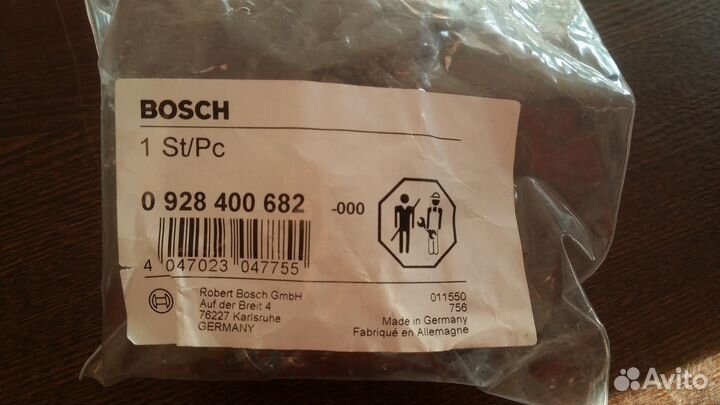 BOSCH
1 St/Pc
0 928 400 682 -000
4 047023 047755
Robert Bosch GmbH
Auf der Breit 4
76227 Karlsruhe
GERMANY
011550
756
Made in Germany
Fabriqué en Allemagne
Avito